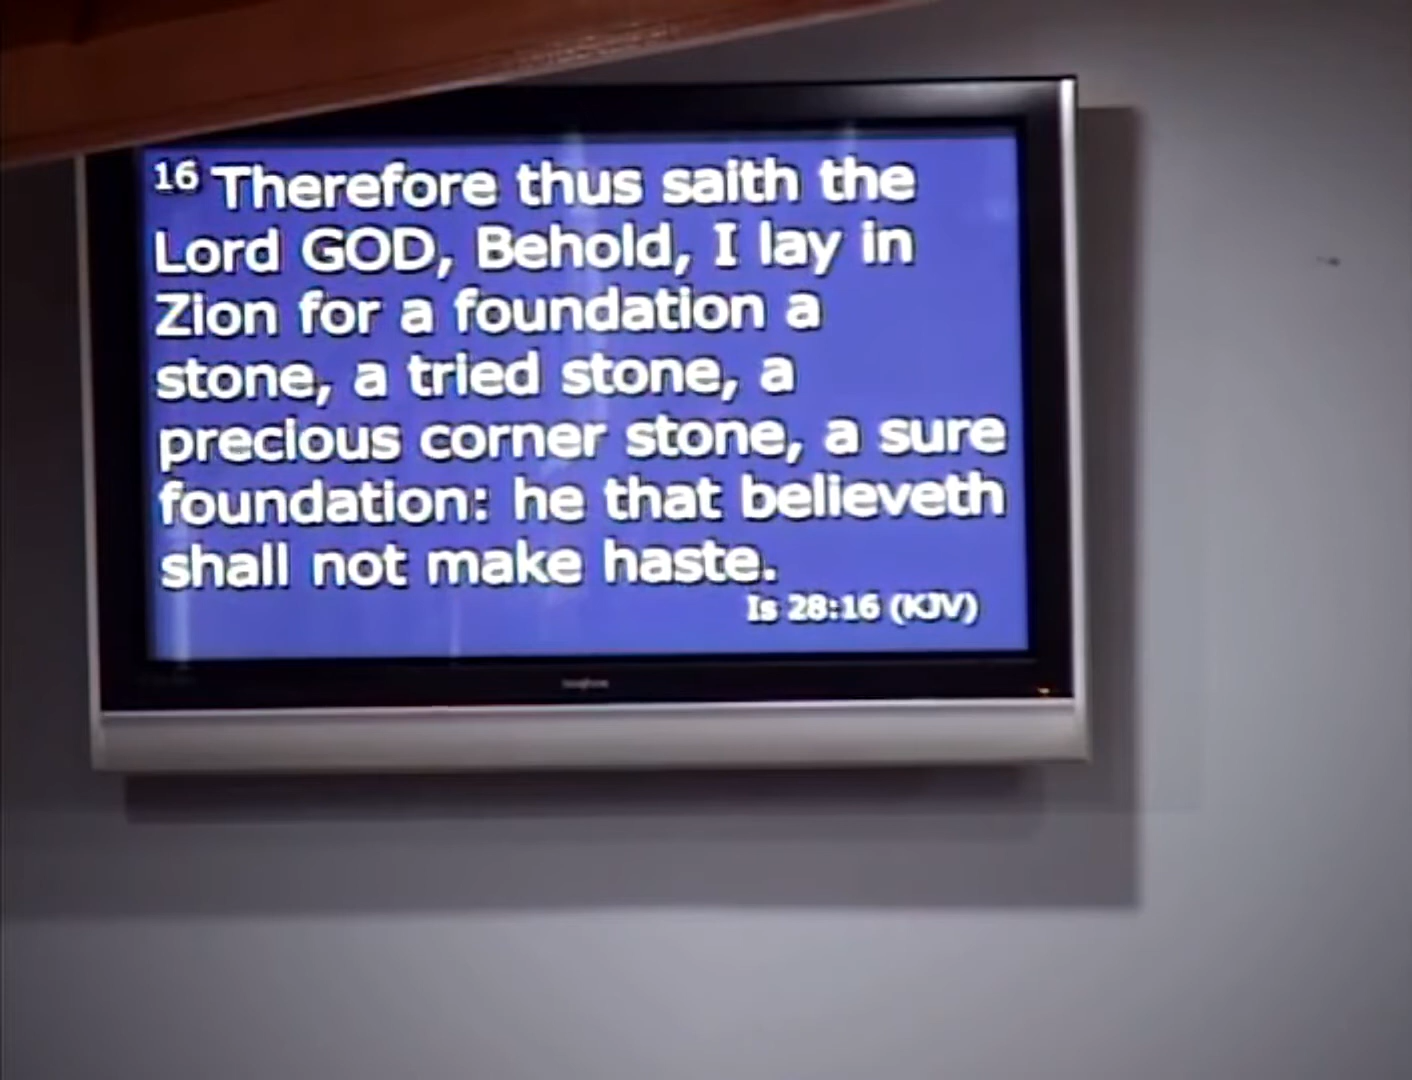 16 Therefore thus saith the
Lord GOD, Behold, I lay in
Zion for a foundation a
stone, a tried stone, a
precious corner stone, a sure
foundation: he that believeth
shall not make haste.
Is 28:16 (KJV)